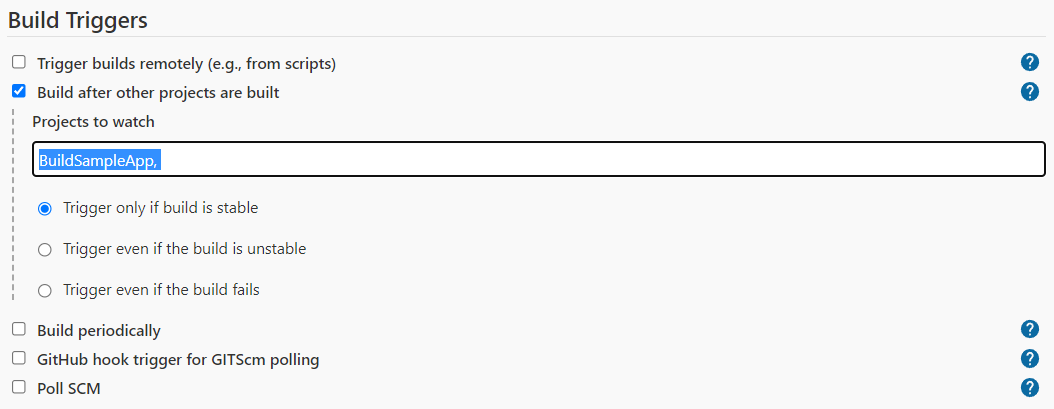 Build Triggers
Trigger builds remotely (e.g., from scripts)
?
Build after other projects are built
?
Projects to watch
BuildSampleApp,
Trigger only if build is stable
Trigger even if the build is unstable
Trigger even if the build fails
Build periodically
?
GitHub hook trigger for GITScm polling
?
Poll SCM
?